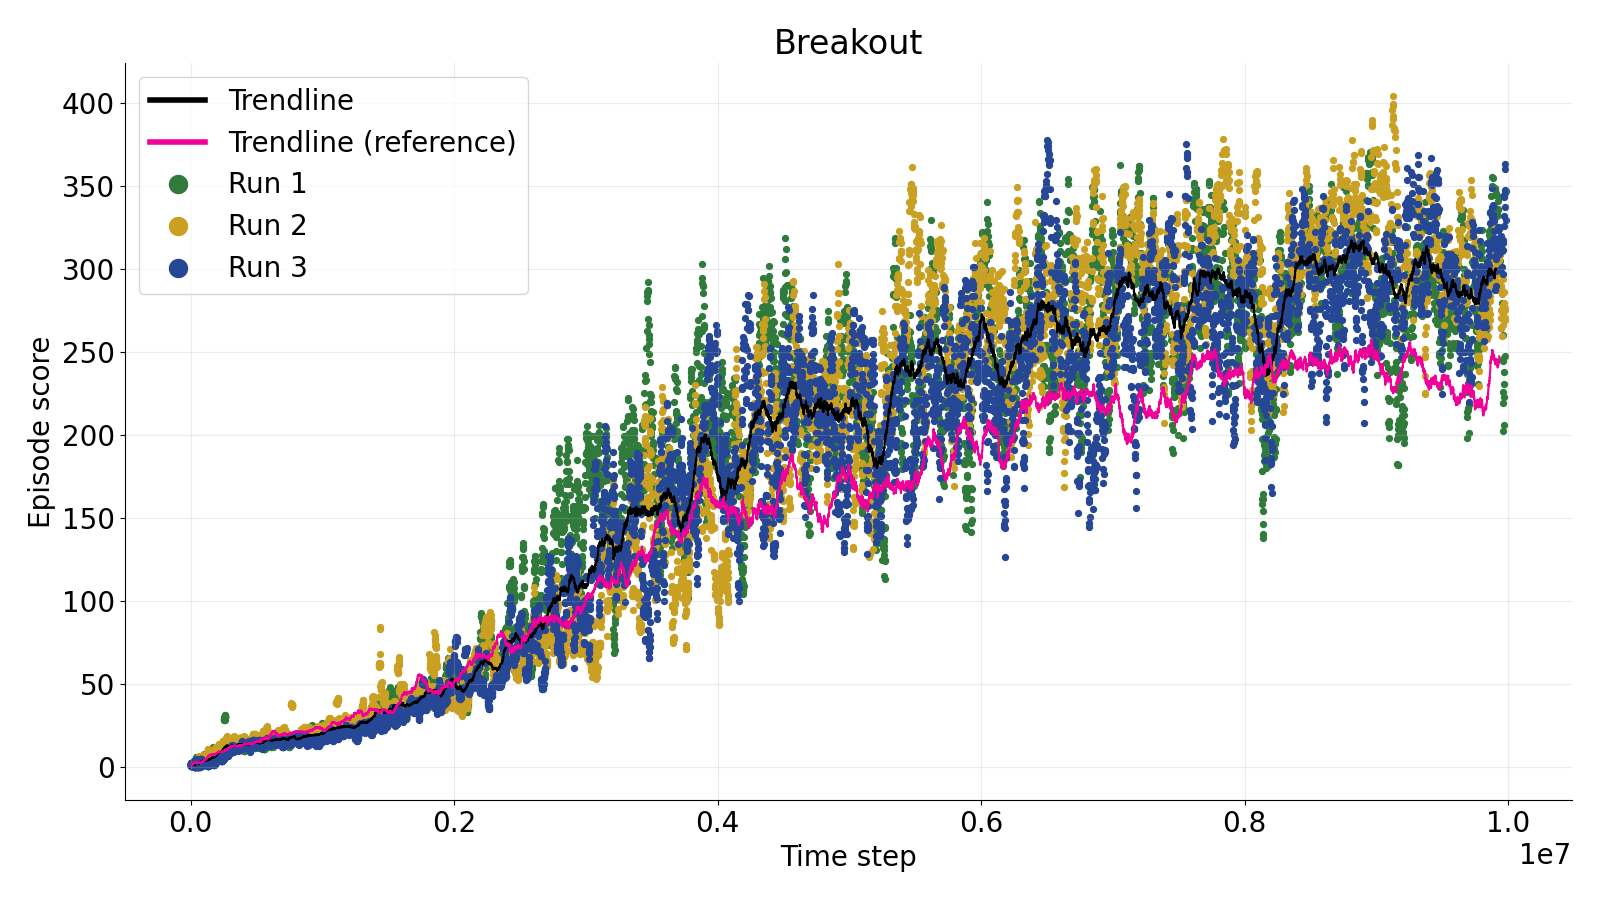 Breakout
Trendline
Trendline (reference)
Run 1
Run 2
Run 3
Episode score
400
350
300
250
200
150
100
50
0
0.0 0.2 0.4 0.6 0.8 1.0
1e7
Time step